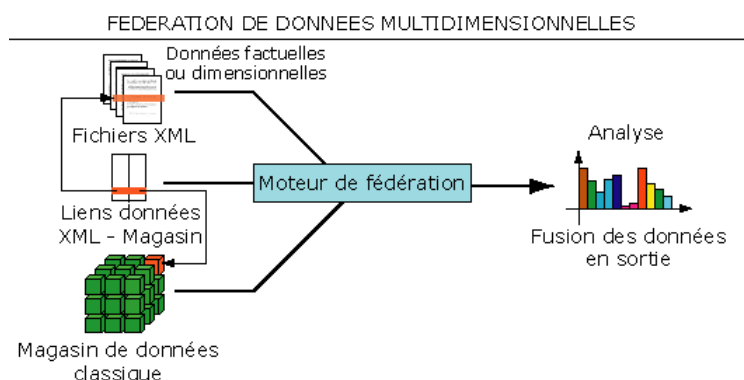 FEDERATION DE DONNEES MULTIDIMENSIONNELLES
Données factuelles
ou dimensionnelles
Fichiers XML
Liens données
XML – Magasin
Magasin de données
classique
Moteur de fédération
Analyse
Fusion des données
en sortie